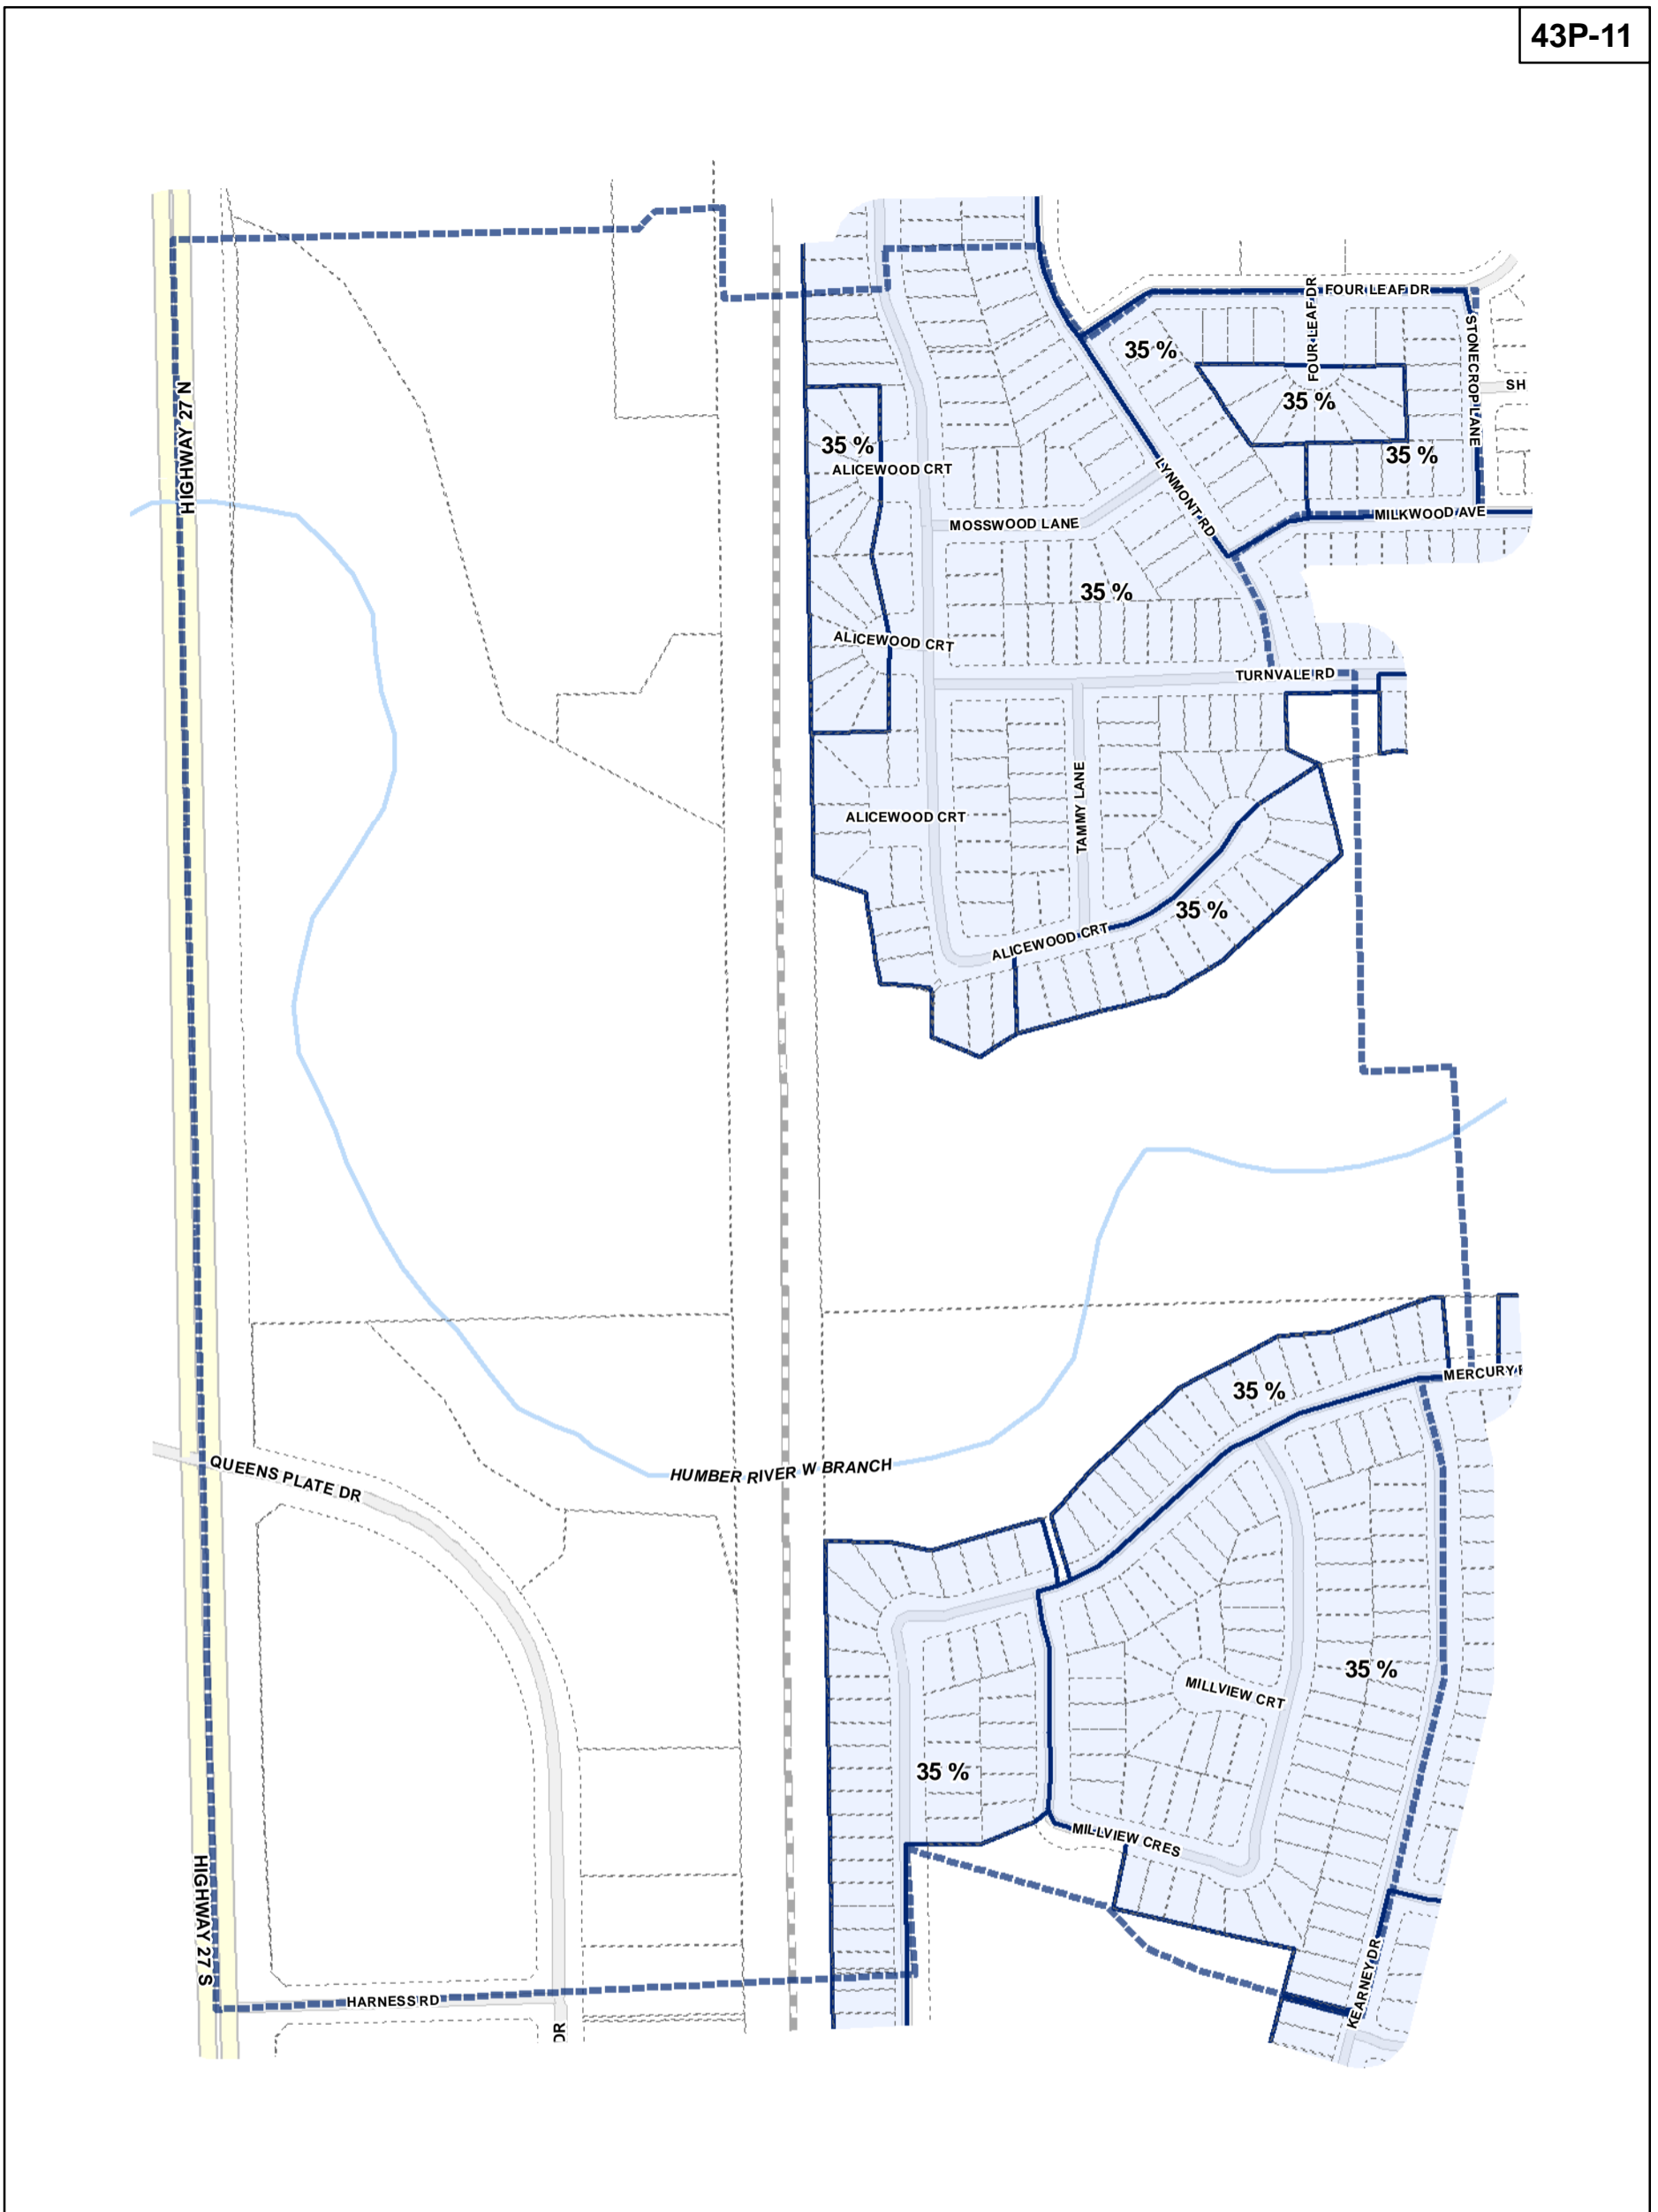 43P-11
FOUR LEAF DR
FOUR LEAF DR
STONECROP LANE
35 %
SH
35 %
HIGHWAY 27 N
35 %
35 %
ALICEWOOD CRT
LYNMONT RD
MOSSWOOD LANE
MILKWOOD AVE
35 %
ALICEWOOD CRT
TURNVALE RD
TAMMY LANE
ALICEWOOD CRT
35 %
ALICEWOOD CRT
MERCURY
35 %
HUMBER RIVER W BRANCH
QUEENS PLATE DR
35 %
MILLVIEW CRT
35 %
MILLVIEW CRES
HIGHWAY 27 S
KEARNEY DR
HARNESS RD
DR